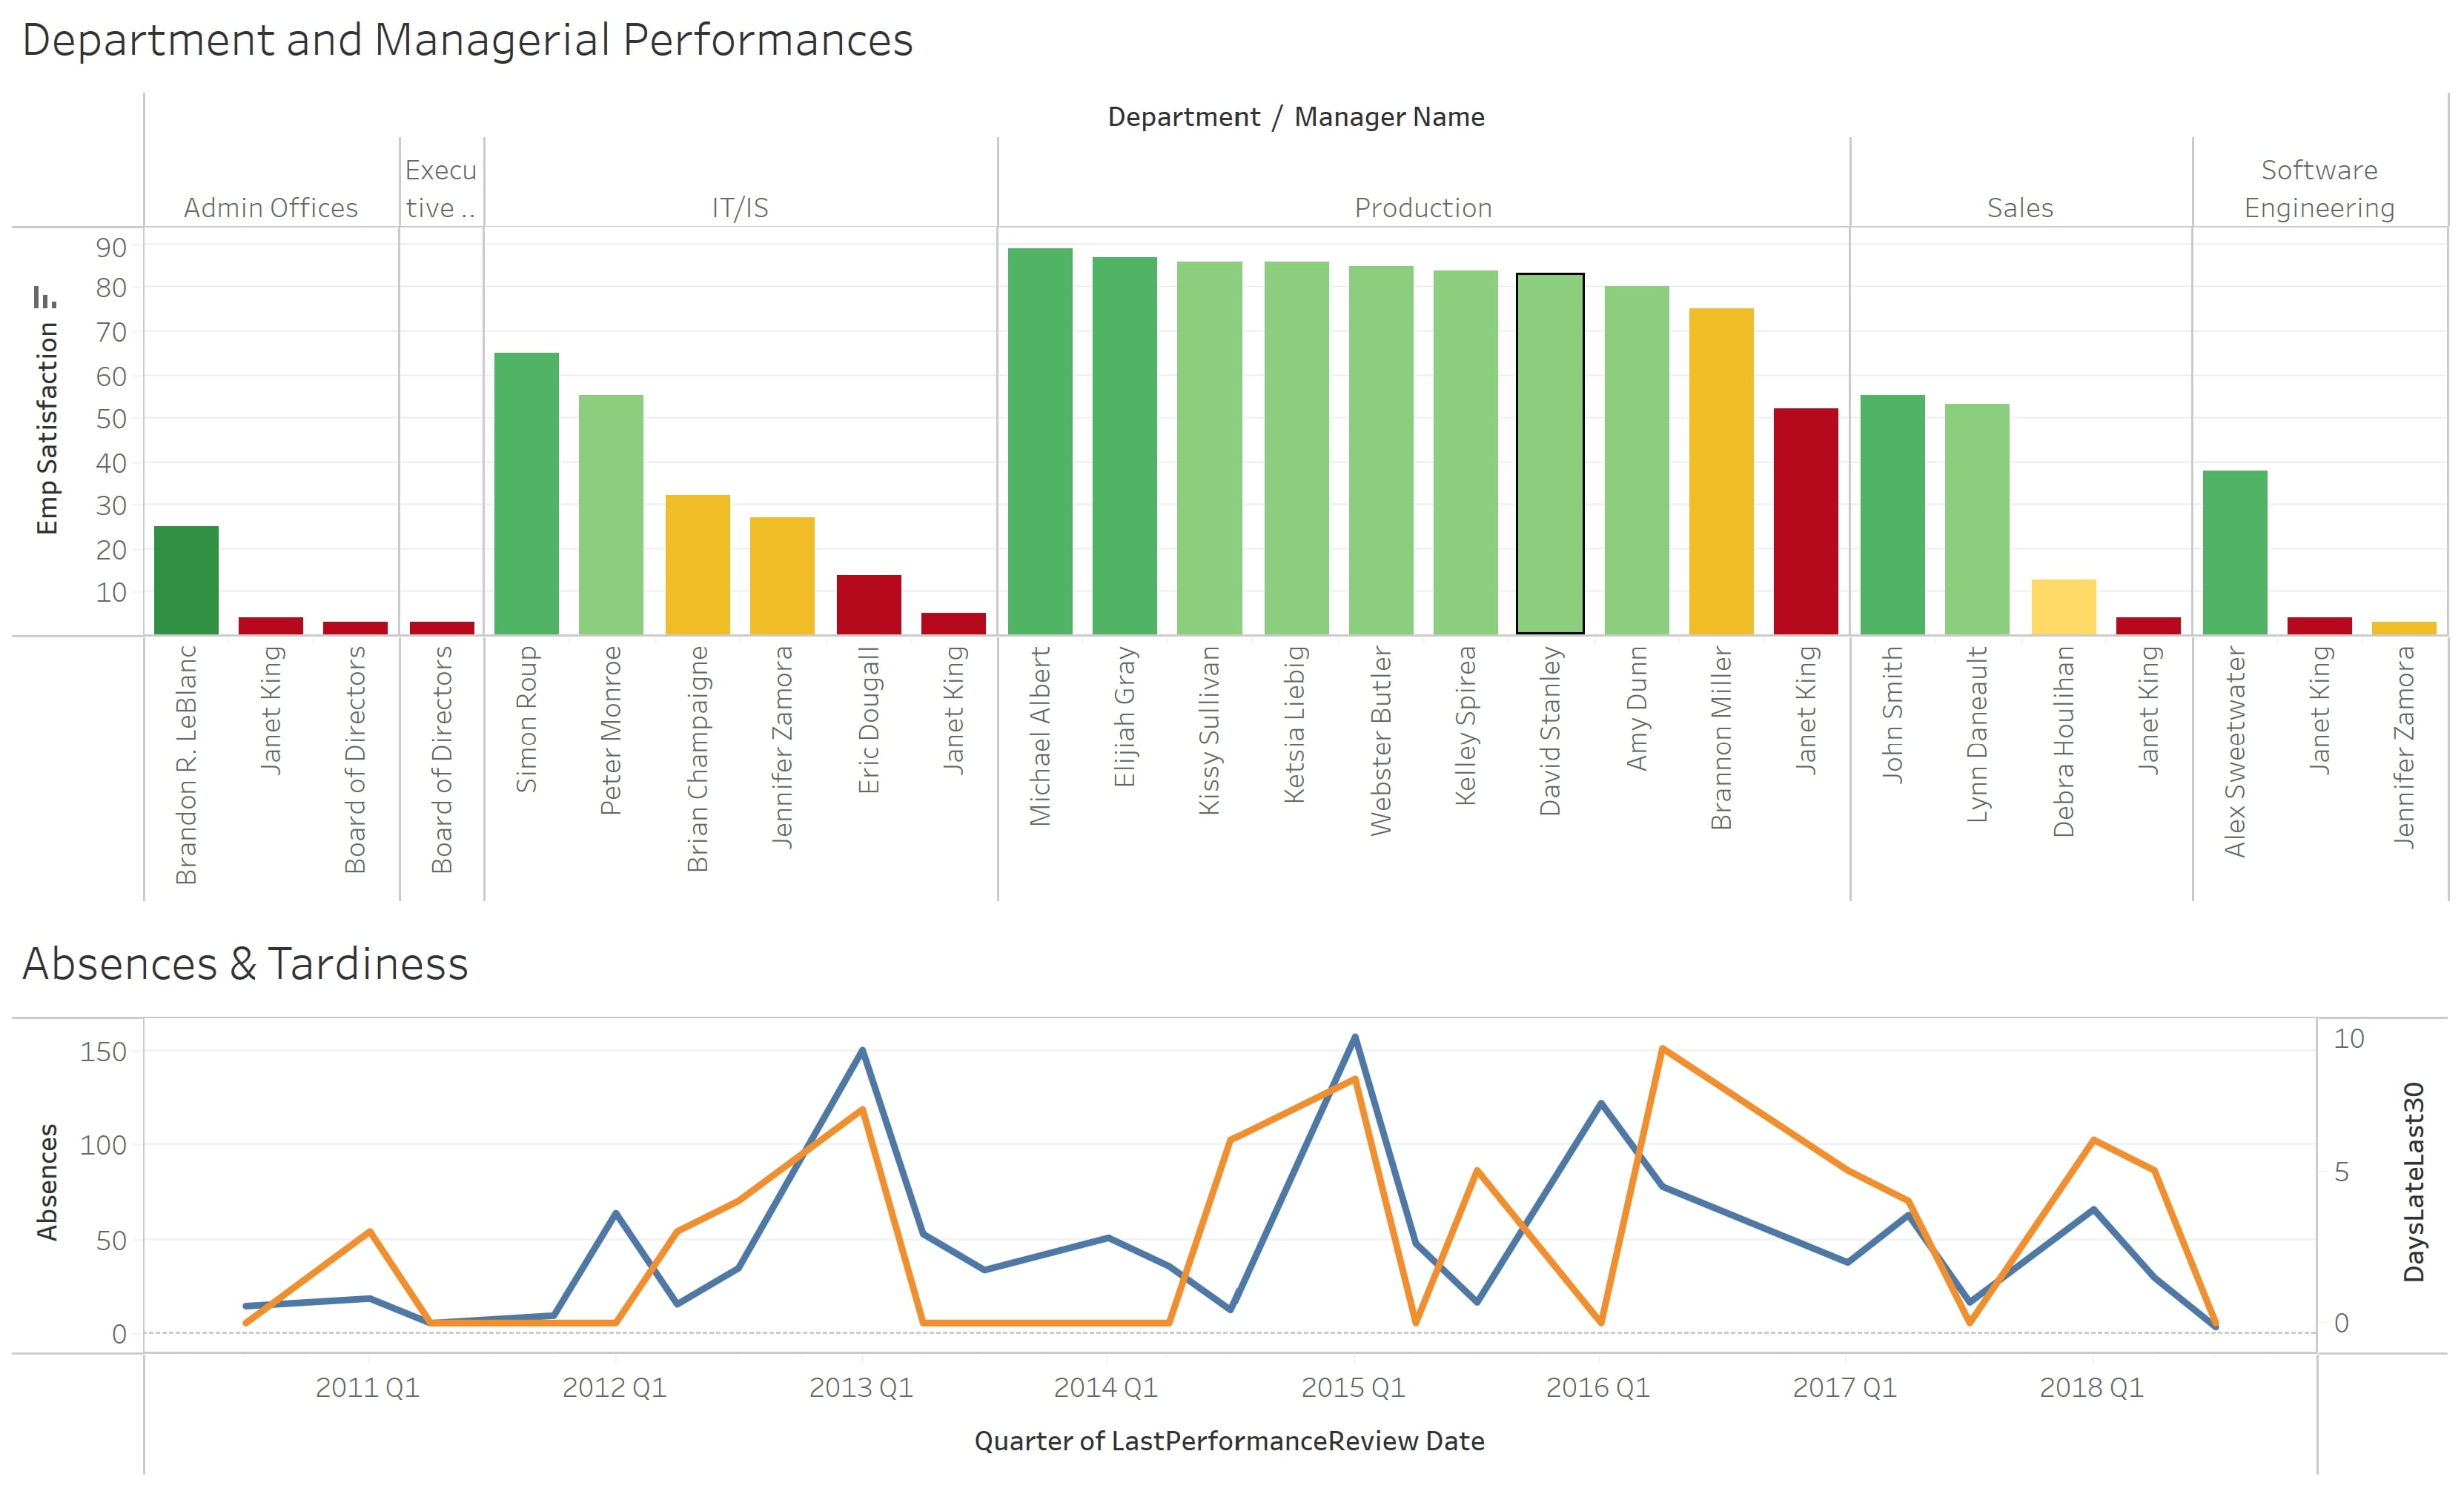 Department and Managerial Performances
Department / Manager Name
Admin Offices
Execu
tive ..
IT/IS
Production
Sales
Software
Engineering
Emp Satisfaction
90
80
70
60
50
40
30
20
10
Brandon R. LeBlanc
Janet King
Board of Directors
Board of Directors
Simon Roup
Peter Monroe
Brian Champaigne
Jennifer Zamora
Eric Dougall
Janet King
Michael Albert
Elijiah Gray
Kissy Sullivan
Ketsia Liebig
Webster Butler
Kelley Spirea
David Stanley
Amy Dunn
Brannon Miller
Janet King
John Smith
Lynn Daneault
Debra Houlihan
Janet King
Alex Sweetwater
Janet King
Jennifer Zamora
Absences & Tardiness
Absences
150
100
50
0
10
5
0
DaysLateLast30
2011 Q1
2012 Q1
2013 Q1
2014 Q1
2015 Q1
2016 Q1
2017 Q1
2018 Q1
Quarter of LastPerformanceReview Date